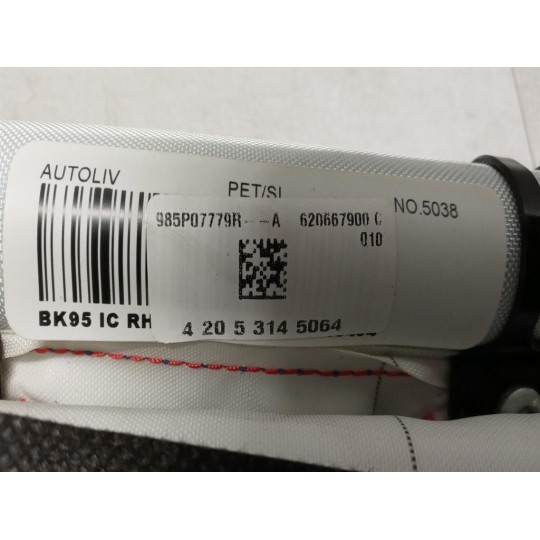 AUTOLIV
PET/SI
NO.5038
985P07779R---A 620667900 C
010
BK95 IC RH
4 20 5 314 5064